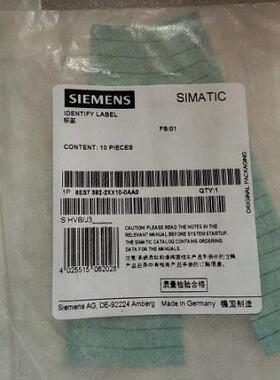 SIEMENS
SIMATIC
IDENTIFY LABEL
标签
FS:01
CONTENT: 10 PIECES
ORIGINAL PACKAGING
1P 6ES7 392-2XX10-0AA0
QTY:1
S HVB/J3
CAUTION! PLEASE READ THE NOTES IN THE
RELEVANT MANUAL BEFORE SYSTEM STARTUP.
THE SIMATIC CATALOG CONTAINS ORDERING
DATA FOR THE MANUALS.
4 025515 062028
质量检验合格
Siemens AG, DE-92224 Amberg
Made in Germany
德国制造